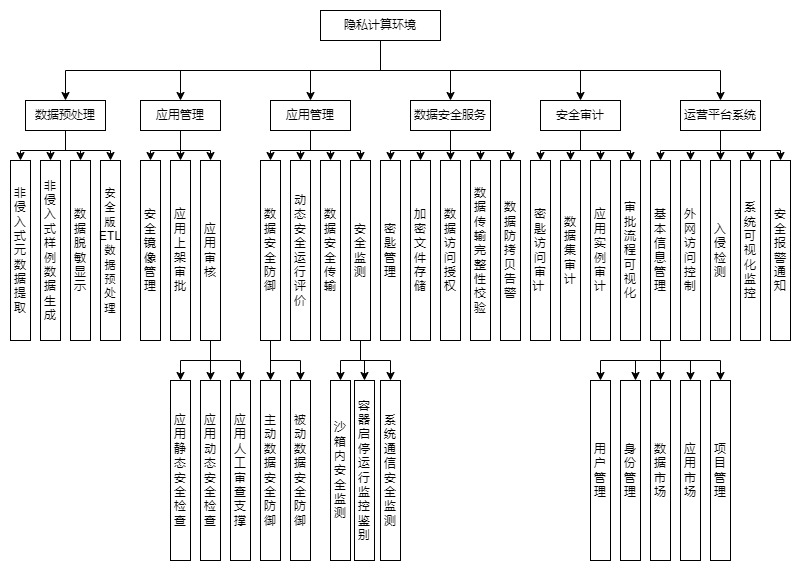 隐私计算环境
数据预处理
应用管理
应用管理
数据安全服务
安全审计
运营平台系统
非侵入式元数据提取
非侵入式样例数据生成
数据脱敏显示
安全版ETL数据预处理
安全镜像管理
应用上架审批
应用审核
数据安全防御
动态安全运行评价
数据安全传输
安全监测
密匙管理
加密文件存储
数据访问授权
数据传输完整性校验
数据防拷贝告警
密匙访问审计
数据集审计
应用实例审计
审批流程可视化
基本信息管理
外网访问控制
入侵检测
系统可视化监控
安全报警通知
应用静态安全检查
应用动态安全检查
应用人工审查支撑
主动数据安全防御
被动数据安全防御
沙箱内安全监测
容器启停运行监控鉴别
系统通信安全监测
用户管理
身份管理
数据市场
应用市场
项目管理